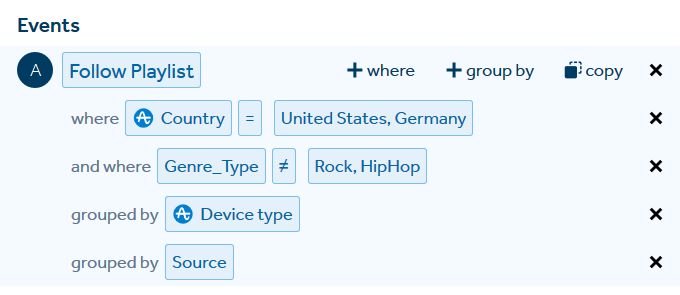 Events
A Follow Playlist + where + group by copy ×
where Country = United States, Germany ×
and where Genre_Type ≠ Rock, HipHop ×
grouped by Device type ×
grouped by Source ×